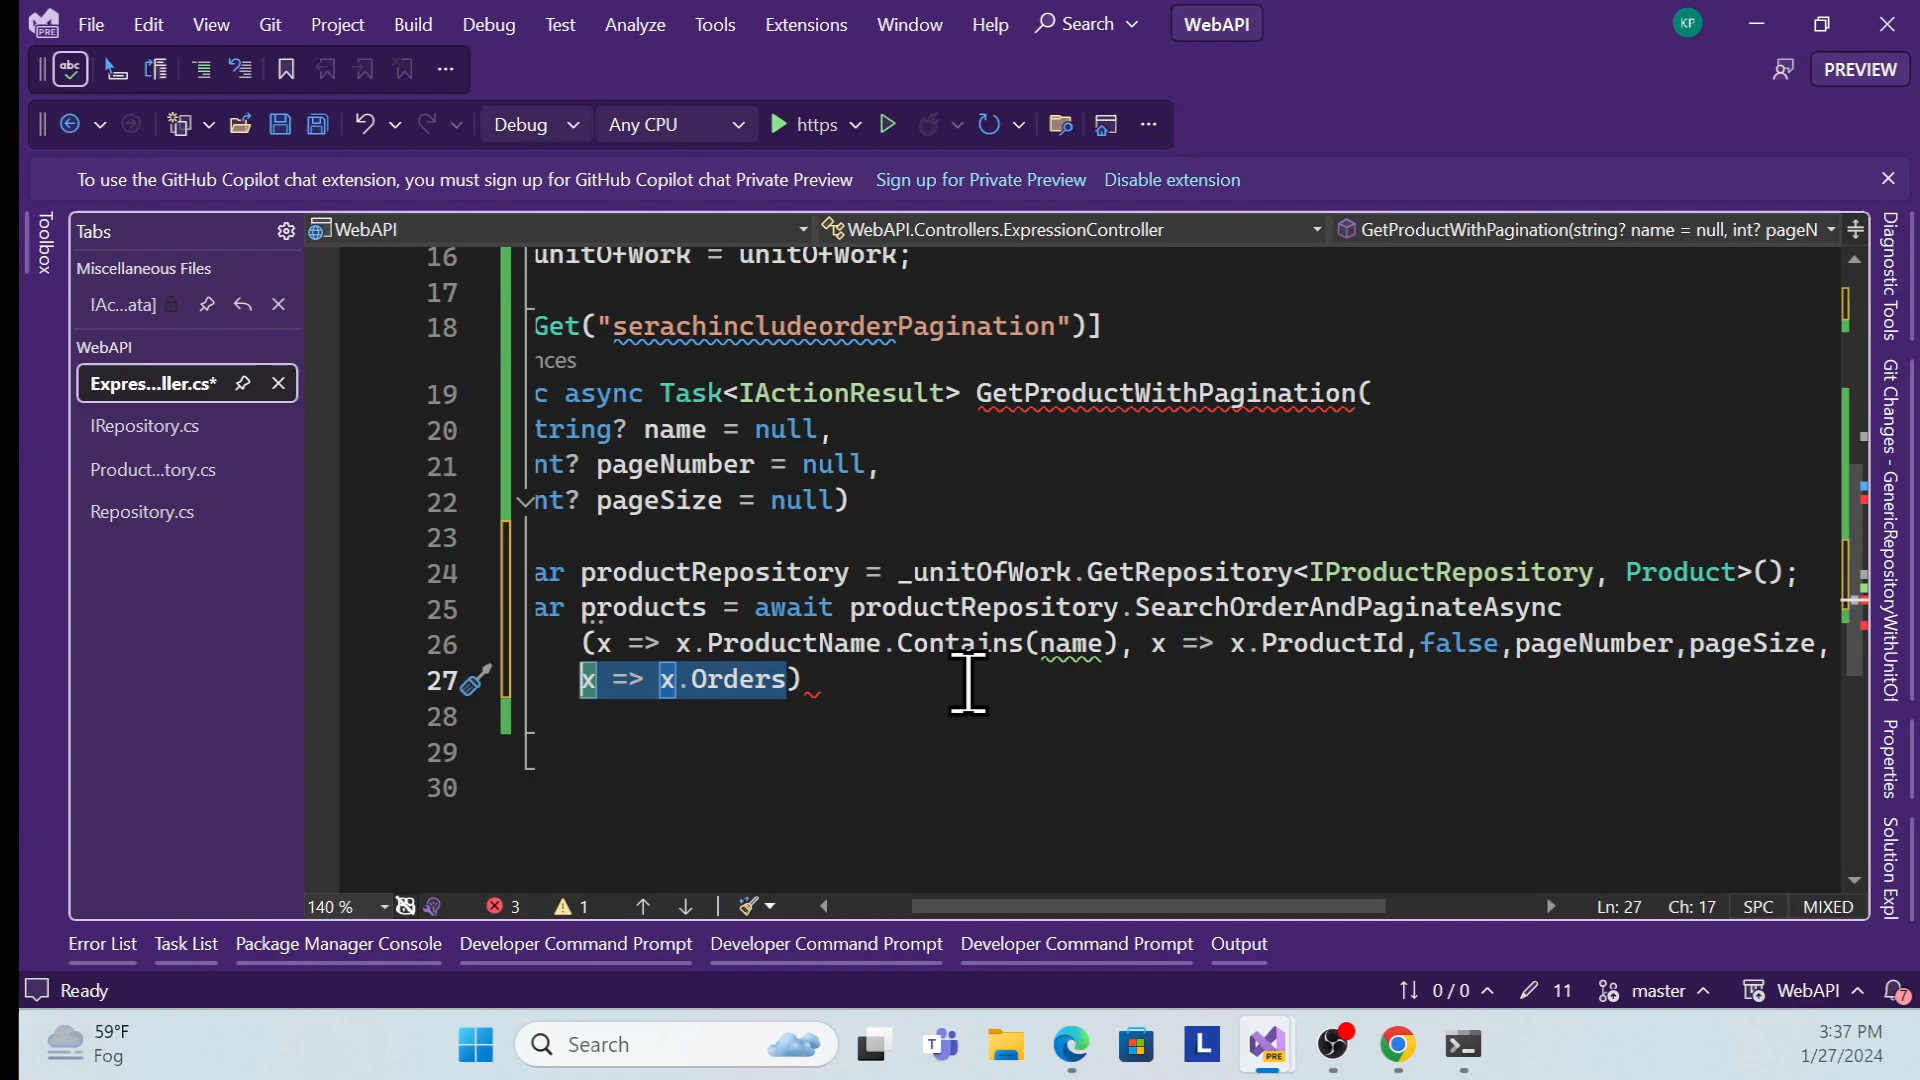 File Edit View Git Project Build Debug Test Analyze Tools Extensions Window Help Search WebAPI KP
abc PREVIEW
Debug Any CPU https
To use the GitHub Copilot chat extension, you must sign up for GitHub Copilot chat Private Preview Sign up for Private Preview Disable extension
Toolbox
Tabs
Miscellaneous Files
IAc...ata]
WebAPI
Expres...ller.cs*
IRepository.cs
Product...tory.cs
Repository.cs
WebAPI WebAPI.Controllers.ExpressionController GetProductWithPagination(string? name = null, int? pageN
16 unitOfWork = unitOfWork;
17
18 Get("serachincludeorderPagination")]
nces
19 c async Task<IActionResult> GetProductWithPagination(
20 tring? name = null,
21 nt? pageNumber = null,
22 nt? pageSize = null)
23
24 ar productRepository = _unitOfWork.GetRepository<IProductRepository, Product>();
25 ar products = await productRepository.SearchOrderAndPaginateAsync
26 (x => x.ProductName.Contains(name), x => x.ProductId,false,pageNumber,pageSize,
27 x => x.Orders)
28
29
30
140 % 3 1 Ln: 27 Ch: 17 SPC MIXED
Diagnostic Tools
Git Changes - GenericRepositoryWithUnitOf
Properties
Solution Expl
Error List Task List Package Manager Console Developer Command Prompt Developer Command Prompt Developer Command Prompt Output
Ready 0 / 0 11 master WebAPI 7
59°F
Fog
Search
T
L
PRE
3:37 PM
1/27/2024